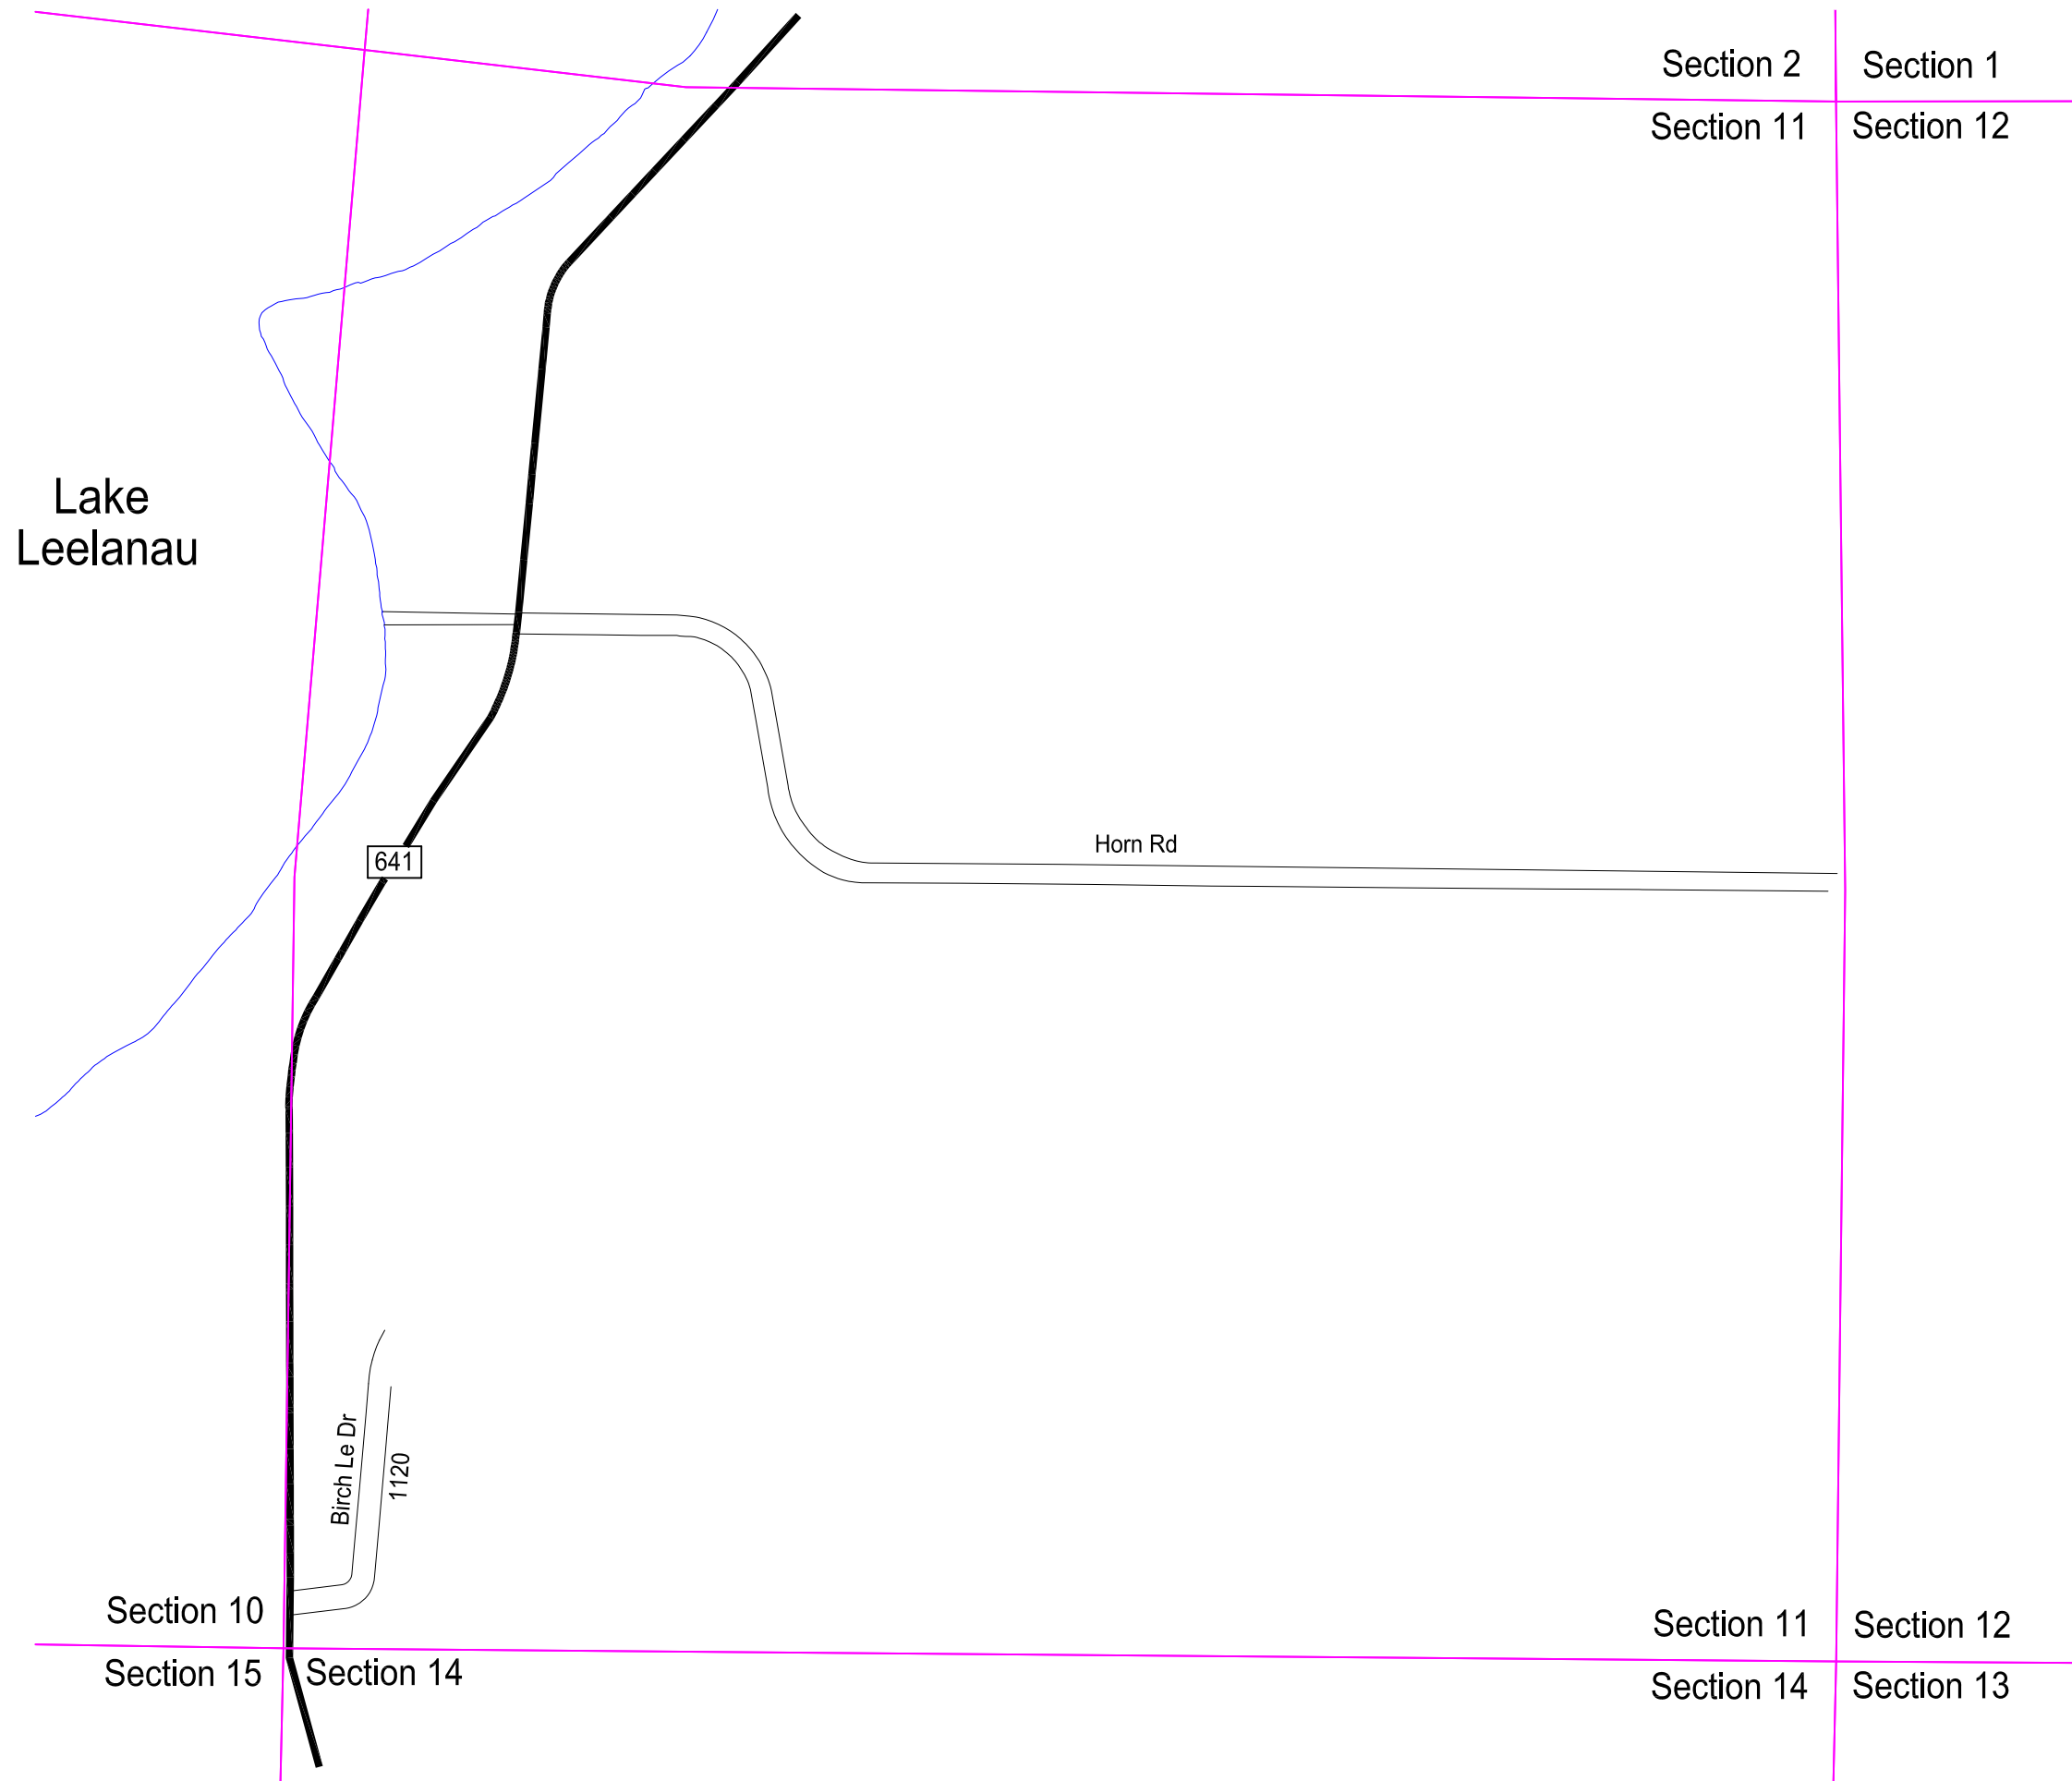 Section 2
Section 1
Section 11
Section 12
Lake
Leelanau
Horn Rd
641
Birch Le Dr
1120
Section 10
Section 11
Section 12
Section 15
Section 14
Section 14
Section 13